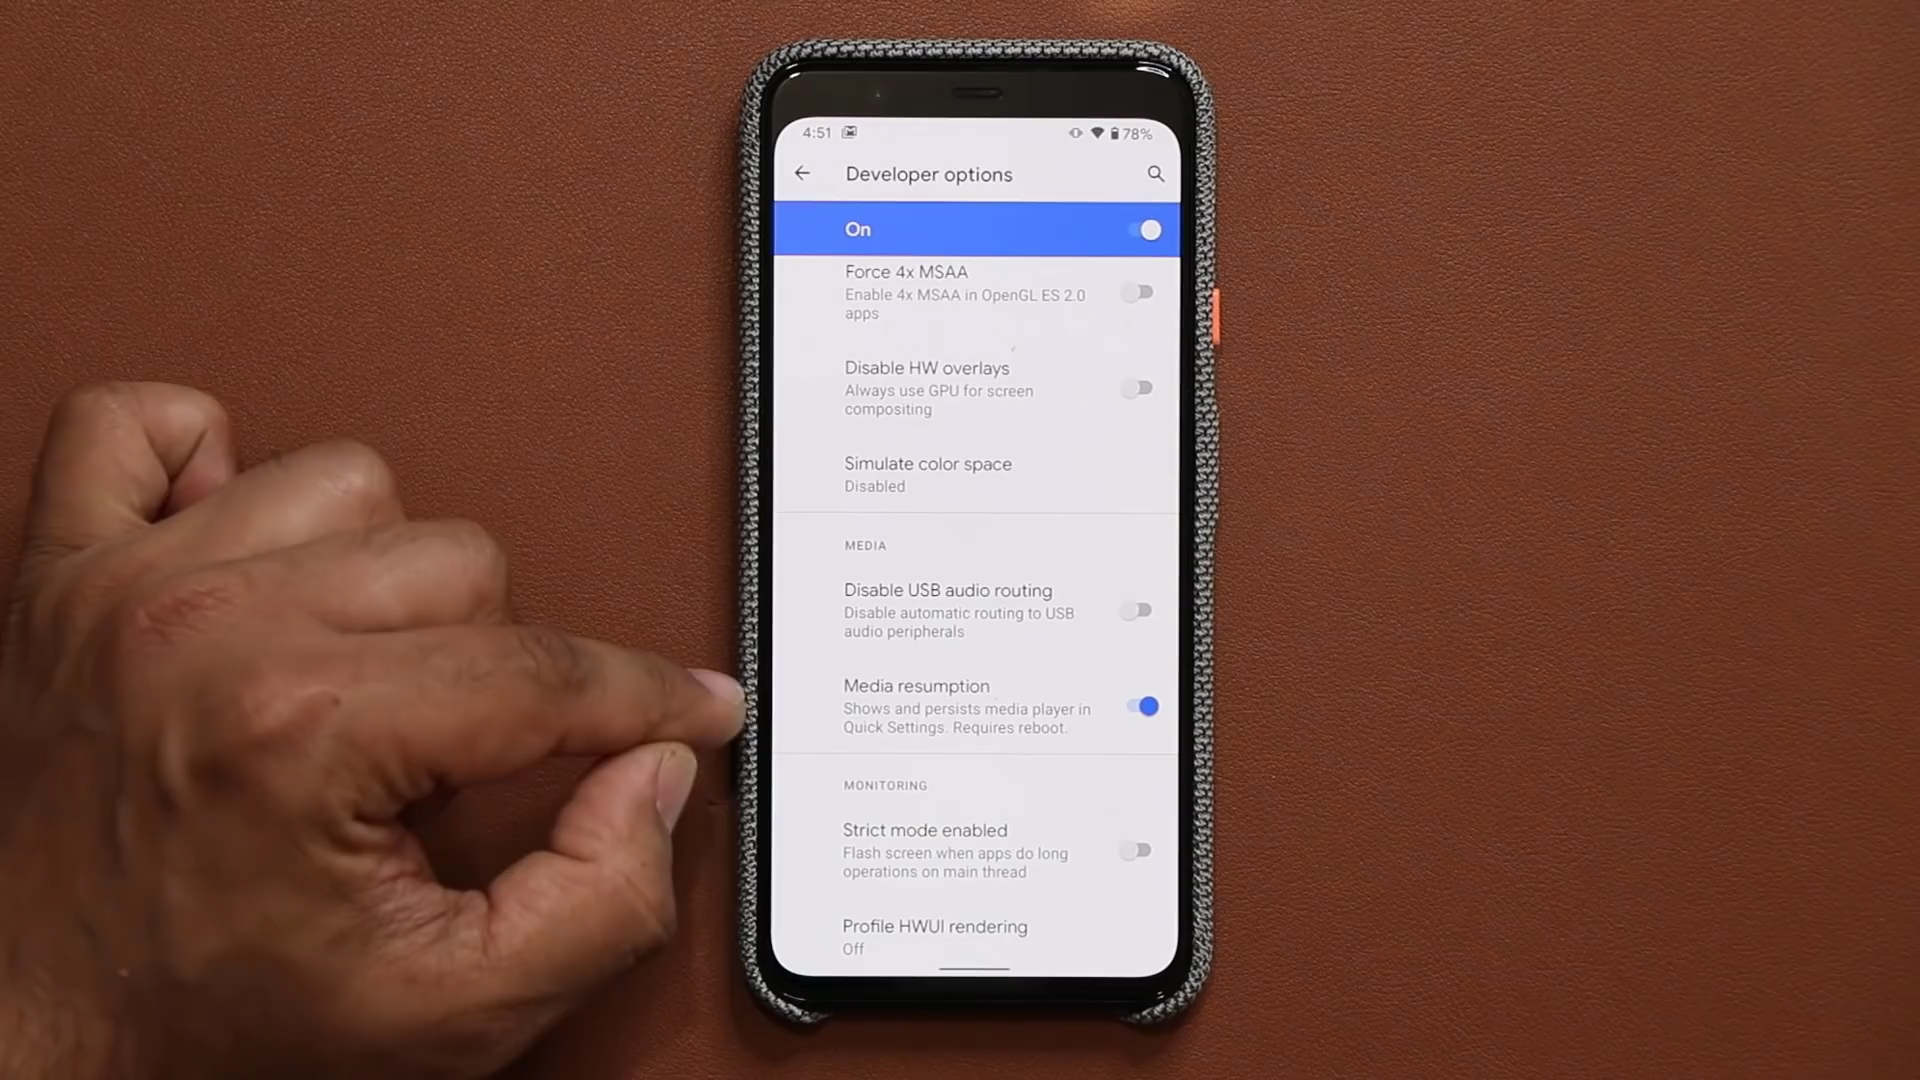 4:51 78%
Developer options
On
Force 4x MSAA
Enable 4x MSAA in OpenGL ES 2.0
apps
Disable HW overlays
Always use GPU for screen
compositing
Simulate color space
Disabled
MEDIA
Disable USB audio routing
Disable automatic routing to USB
audio peripherals
Media resumption
Shows and persists media player in
Quick Settings. Requires reboot.
MONITORING
Strict mode enabled
Flash screen when apps do long
operations on main thread
Profile HWUI rendering
Off